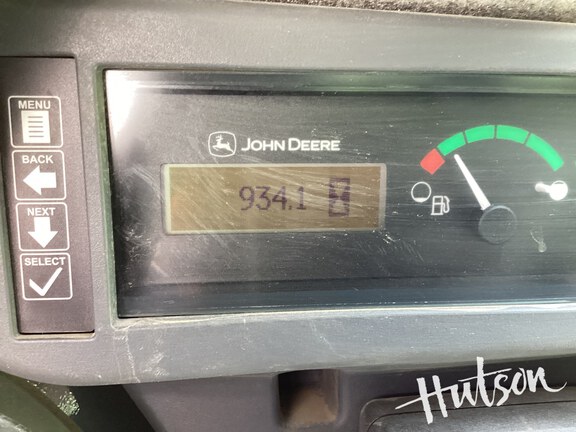 MENU
BACK
NEXT
SELECT
JOHN DEERE
934.1
Hutson